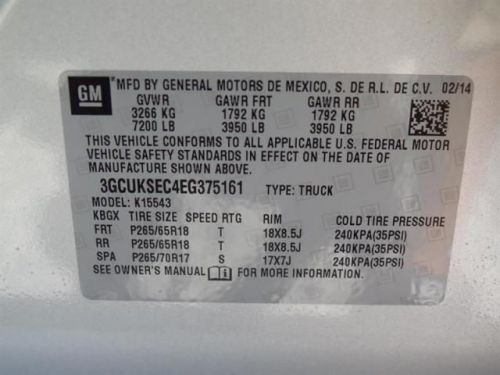 GM
*MFD BY GENERAL MOTORS DE MEXICO, S. DE R.L. DE C.V. 02/14
GVWR GAWR FRT GAWR RR
3266 KG 1792 KG 1792 KG
7200 LB 3950 LB 3950 LB
THIS VEHICLE CONFORMS TO ALL APPLICABLE U.S. FEDERAL MOTOR
VEHICLE SAFETY STANDARDS IN EFFECT ON THE DATE OF
MANUFACTURE SHOWN ABOVE.
3GCUKSEC4EG375161 TYPE: TRUCK
MODEL: K15543
KBGX TIRE SIZE SPEED RTG RIM COLD TIRE PRESSURE
FRT P265/65R18 T 18X8.5J 240KPA(35PSI)
RR P265/65R18 T 18X8.5J 240KPA(35PSI)
SPA P265/70R17 S 17X7J 240KPA(35PSI)
SEE OWNER'S MANUAL FOR MORE INFORMATION.